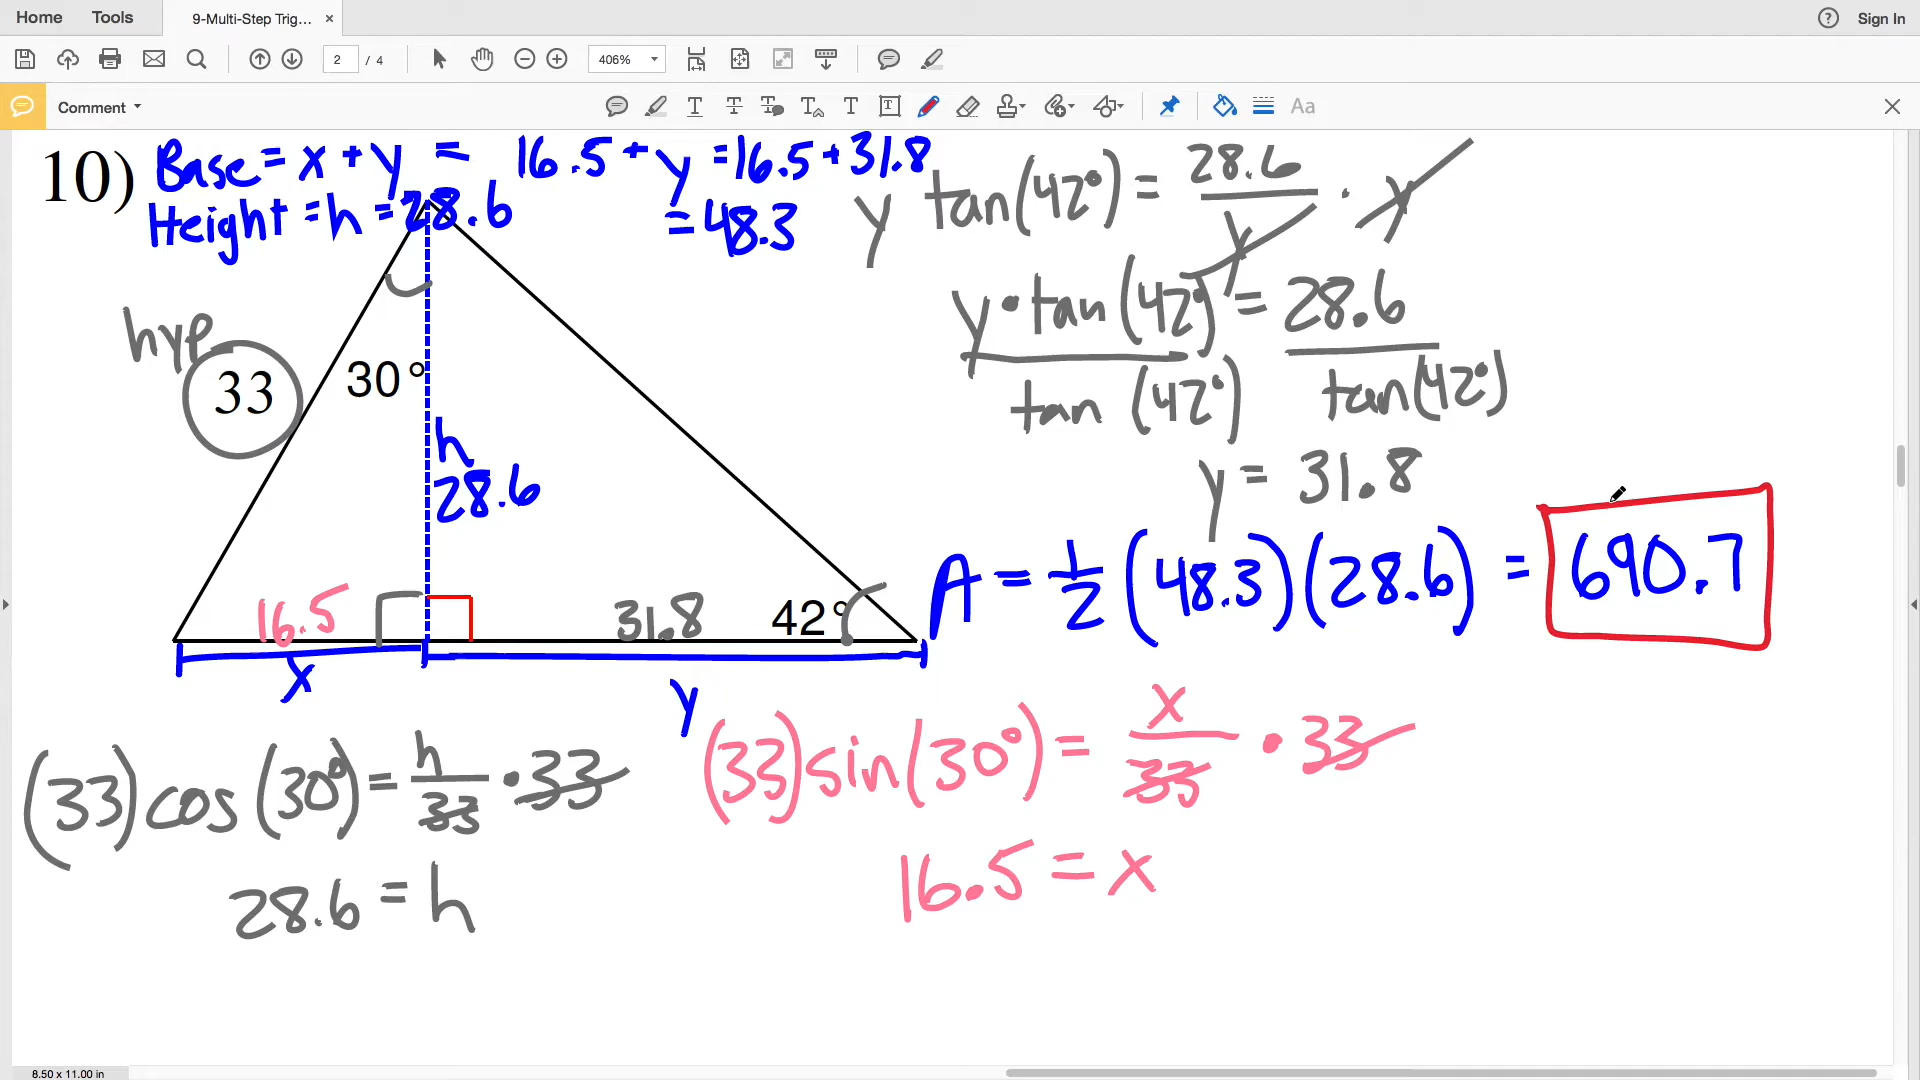 Home Tools 9-Multi-Step Trig... × ? Sign In
2 / 4 406%
Comment T T T T T T Aa
10) Base = x + y = 16.5 + y = 16.5 + 31.8
Height = h = 28.6 = 48.3
y tan(42°) = 28.6 / y · y
y · tan(42°) = 28.6
tan (42°) tan(42°)
y = 31.8
hyp
33
30°
h
28.6
16.5 31.8 42°
x
y
A = 1/2 (48.3)(28.6) = 690.7
(33)cos(30°) = h/33 · 33
28.6 = h
(33)sin(30°) = x/33 · 33
16.5 = x
8.50 x 11.00 in